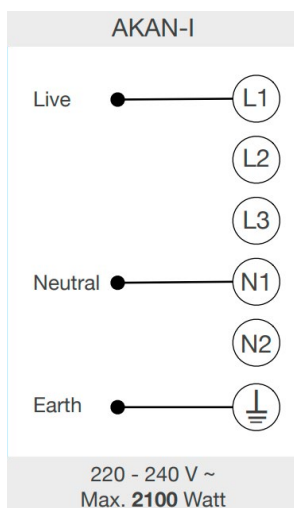 AKAN-I
Live L1
L2
L3
Neutral N1
N2
Earth
220 - 240 V ~
Max. 2100 Watt